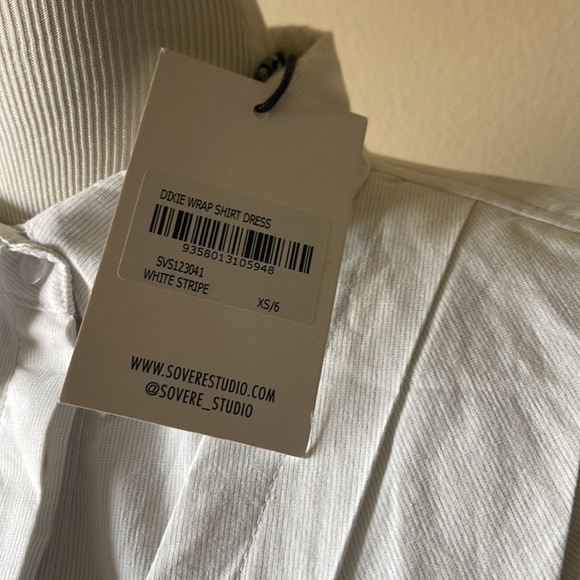 DIXIE WRAP SHIRT DRESS
9358013105948
SVS123041
WHITE STRIPE XS/6
WWW.SOVERESTUDIO.COM
@SOVERE_STUDIO